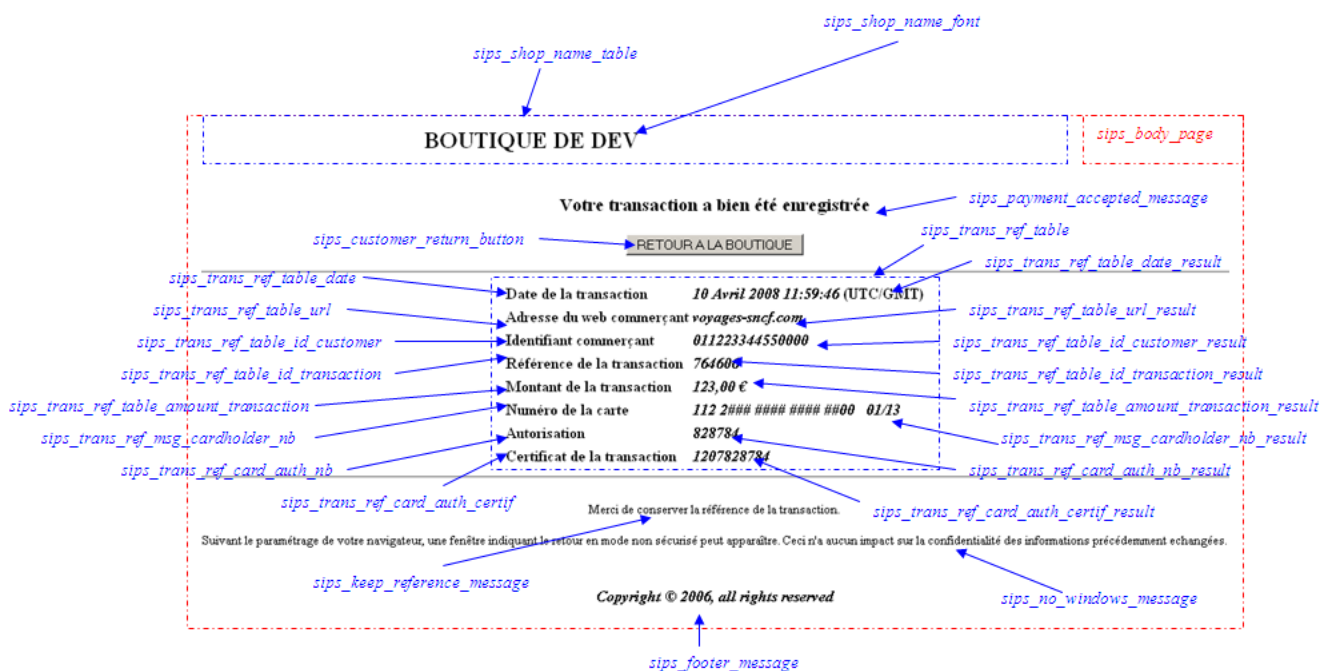 sips_shop_name_font
sips_shop_name_table
BOUTIQUE DE DEV
sips_body_page
Votre transaction a bien été enregistrée
sips_payment_accepted_message
sips_customer_return_button
RETOUR A LA BOUTIQUE
sips_trans_ref_table
sips_trans_ref_table_date
sips_trans_ref_table_date_result
Date de la transaction 10 Avril 2008 11:59:46 (UTC/GMT)
sips_trans_ref_table_url
Adresse du web commerçant voyages-sncf.com
sips_trans_ref_table_url_result
sips_trans_ref_table_id_customer
Identifiant commerçant 011223344550000
sips_trans_ref_table_id_customer_result
sips_trans_ref_table_id_transaction
Référence de la transaction 764606
sips_trans_ref_table_id_transaction_result
Montant de la transaction 123,00 €
sips_trans_ref_table_amount_transaction
sips_trans_ref_table_amount_transaction_result
Numéro de la carte 112 2### #### #### ##00 01/13
sips_trans_ref_msg_cardholder_nb
sips_trans_ref_msg_cardholder_nb_result
Autorisation 828784
sips_trans_ref_card_auth_nb
Certificat de la transaction 1207828784
sips_trans_ref_card_auth_nb_result
sips_trans_ref_card_auth_certif
Merci de conserver la référence de la transaction.
sips_trans_ref_card_auth_certif_result
Suivant le paramétrage de votre navigateur, une fenêtre indiquant le retour en mode non sécurisé peut apparaître. Ceci n'a aucun impact sur la confidentialité des informations précédemment echangées.
sips_keep_reference_message
Copyright © 2006, all rights reserved
sips_no_windows_message
sips_footer_message